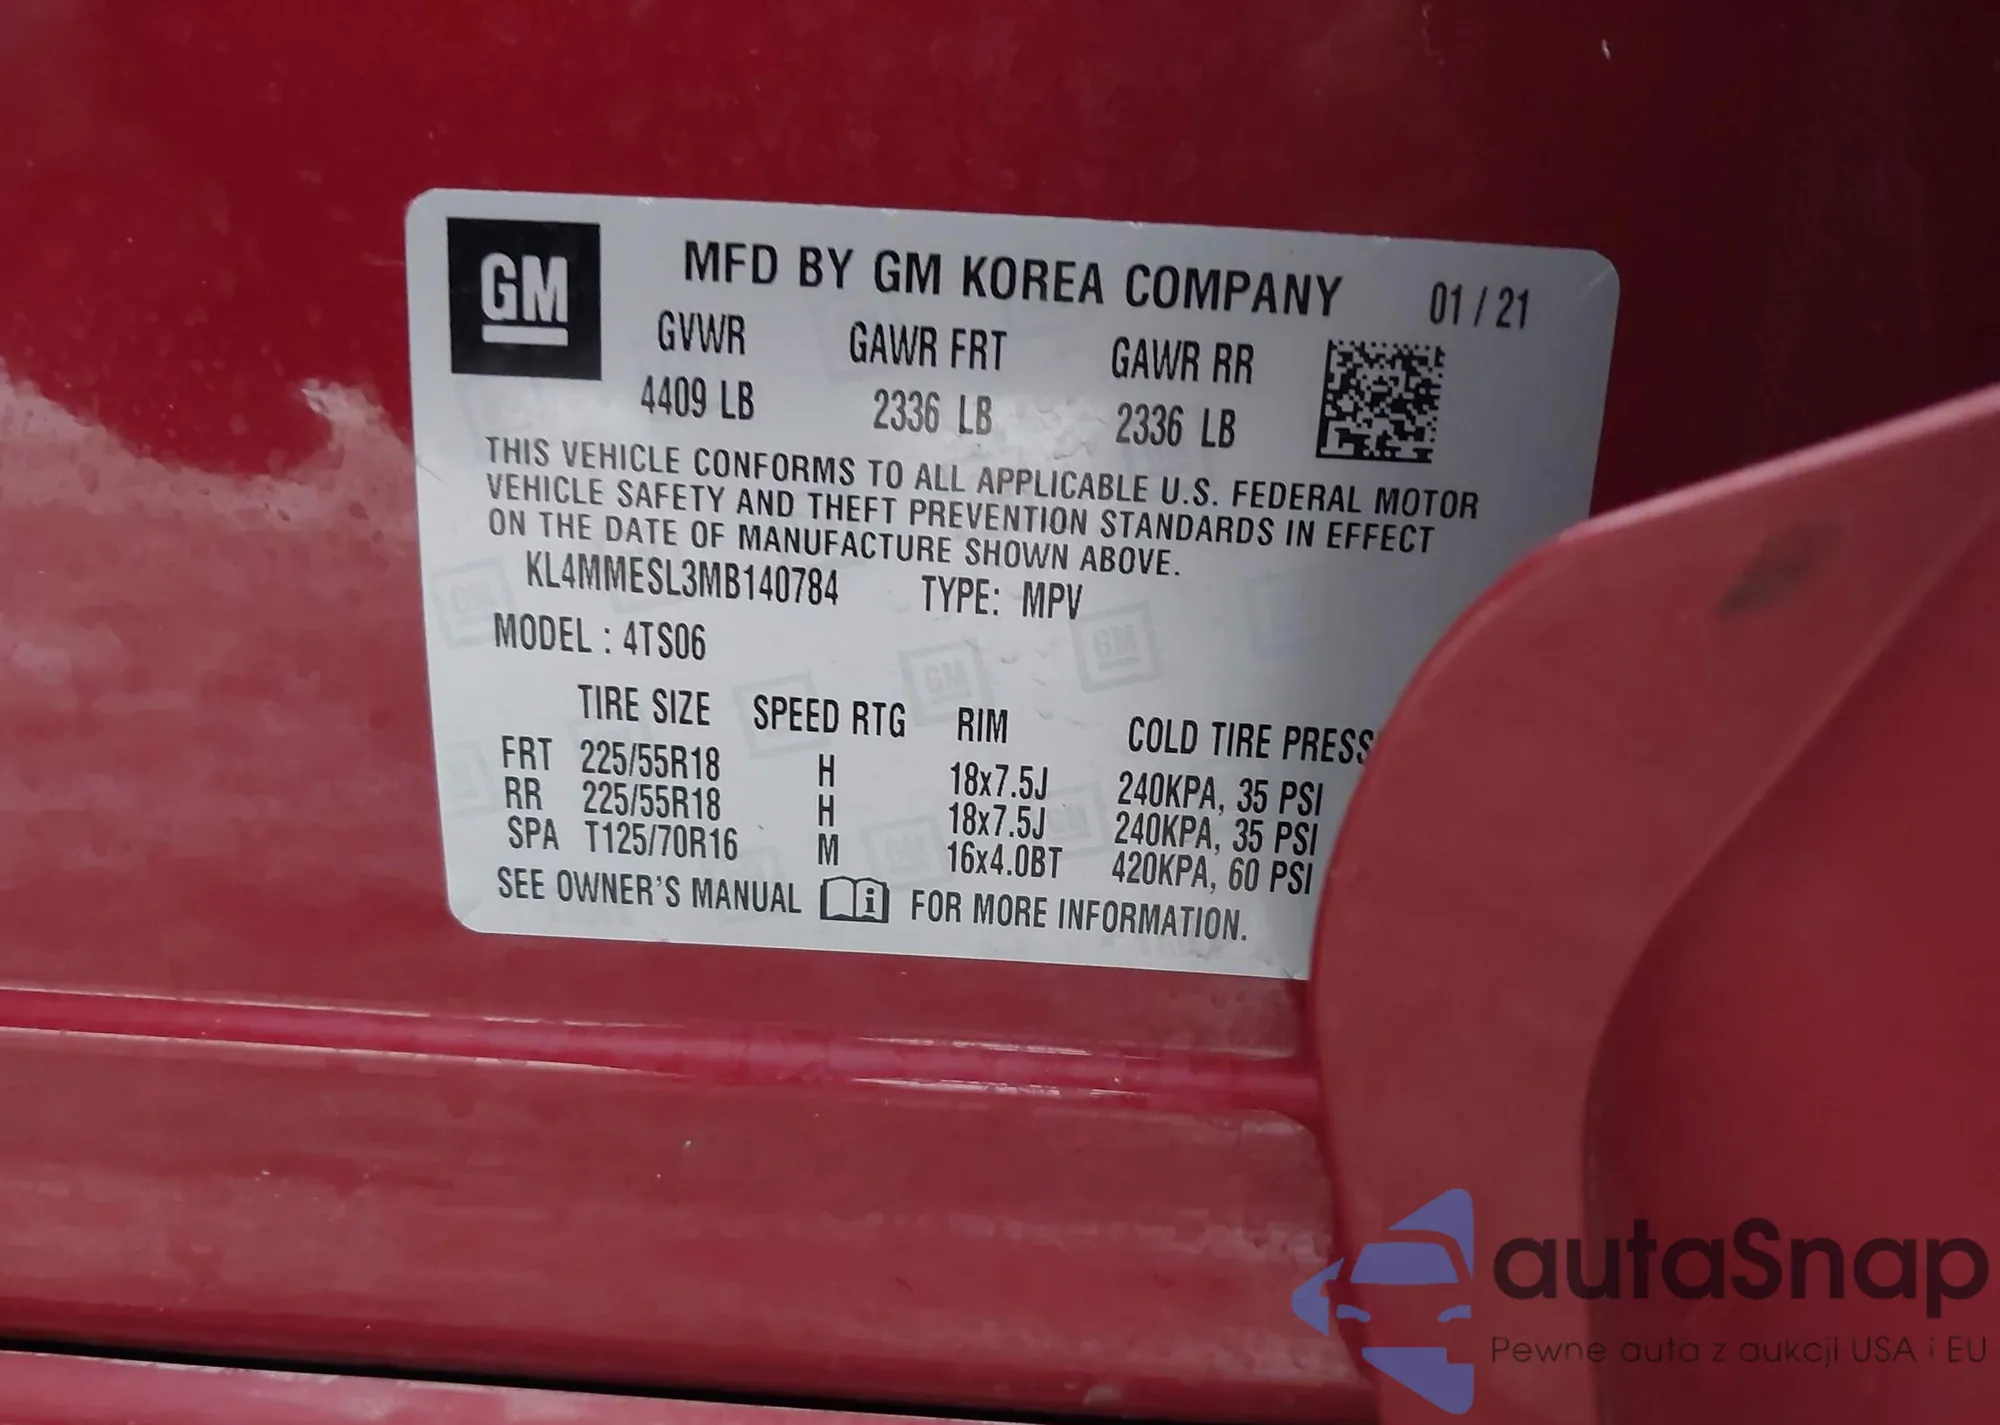 GM
MFD BY GM KOREA COMPANY 01 / 21
GVWR GAWR FRT GAWR RR
4409 LB 2336 LB 2336 LB
THIS VEHICLE CONFORMS TO ALL APPLICABLE U.S. FEDERAL MOTOR
VEHICLE SAFETY AND THEFT PREVENTION STANDARDS IN EFFECT
ON THE DATE OF MANUFACTURE SHOWN ABOVE.
KL4MMESL3MB140784 TYPE: MPV
MODEL : 4TS06
TIRE SIZE SPEED RTG RIM COLD TIRE PRESS
FRT 225/55R18 H 18x7.5J 240KPA, 35 PSI
RR 225/55R18 H 18x7.5J 240KPA, 35 PSI
SPA T125/70R16 M 16x4.0BT 420KPA, 60 PSI
SEE OWNER'S MANUAL i FOR MORE INFORMATION.
autaSnap
Pewne auta z aukcji USA i EU